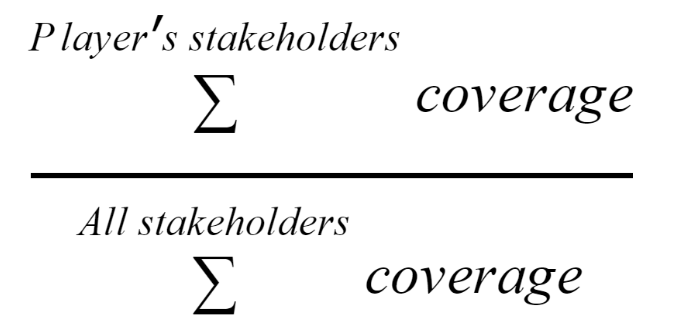 Player's stakeholders
∑ coverage
All stakeholders
∑ coverage